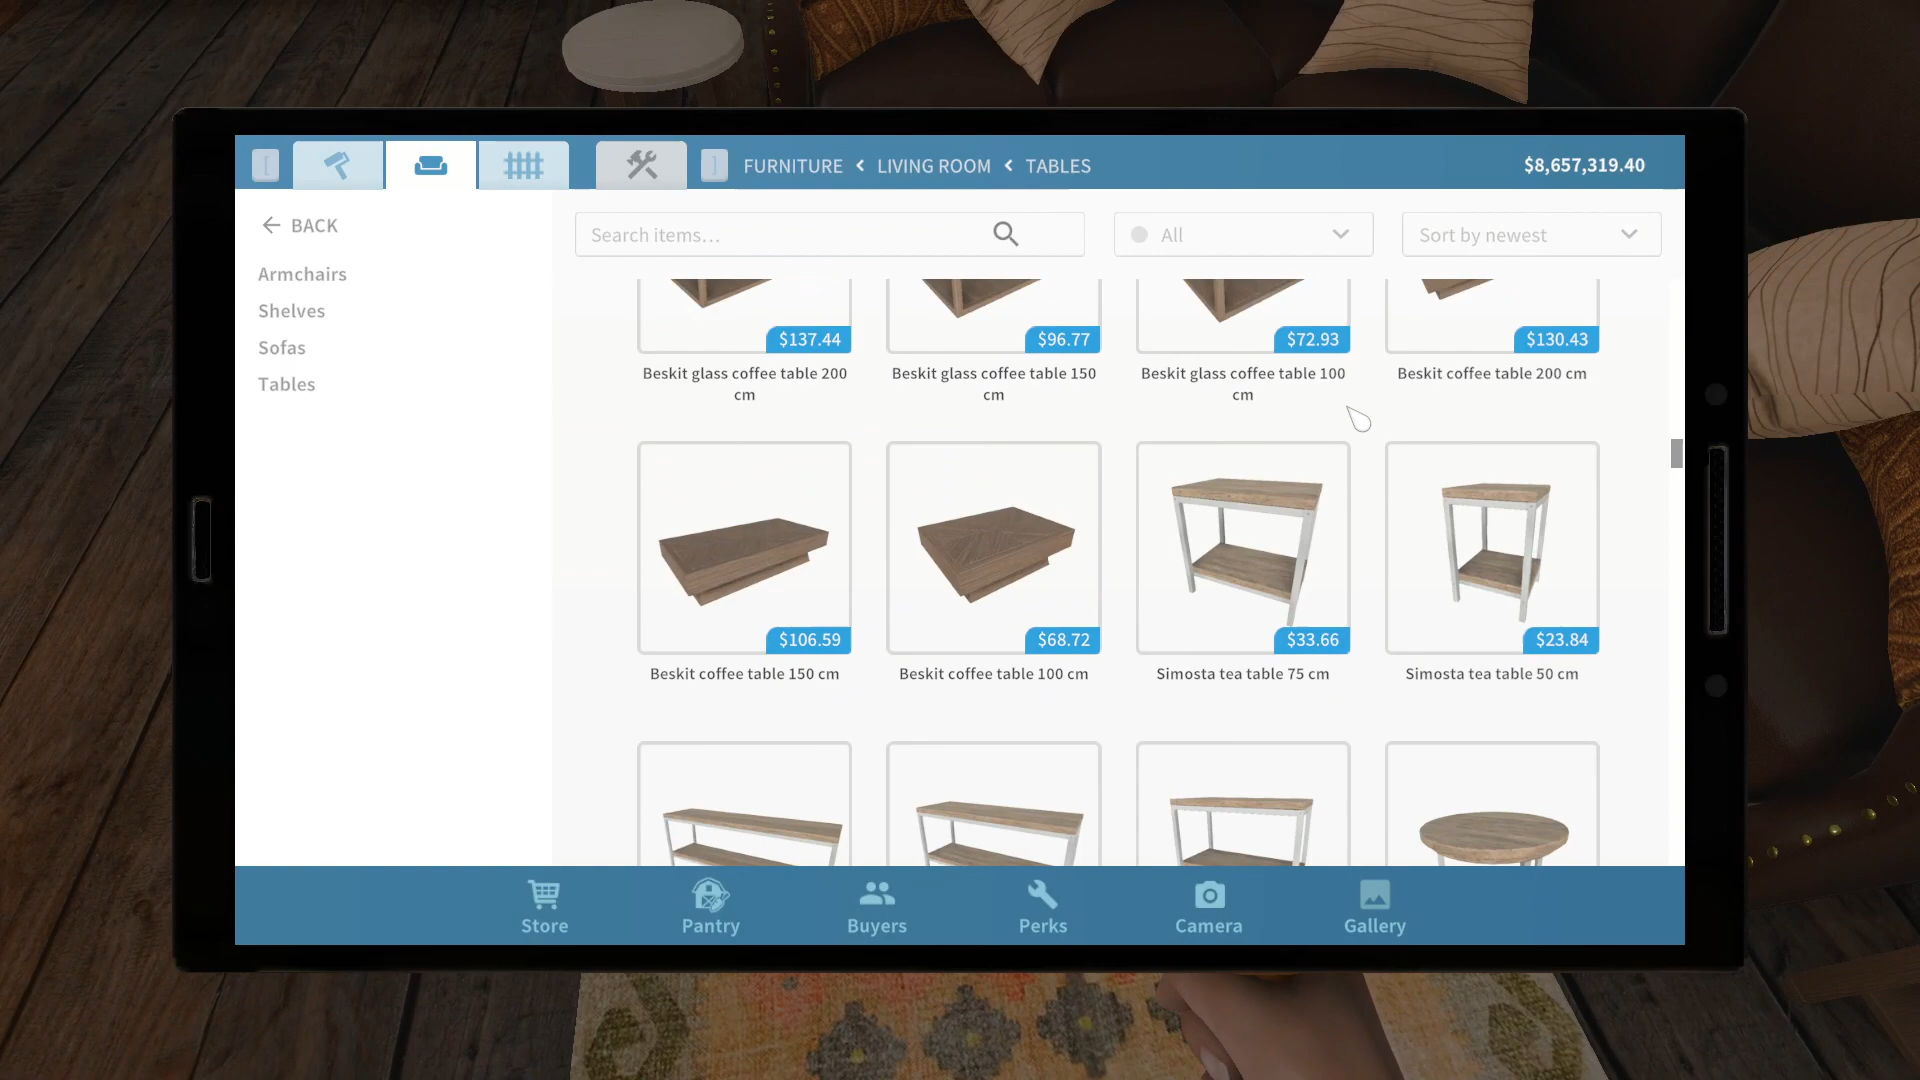 [
]
FURNITURE < LIVING ROOM < TABLES
$8,657,319.40
BACK
Armchairs
Shelves
Sofas
Tables
Search items...
All
Sort by newest
$137.44
$96.77
$72.93
$130.43
Beskit glass coffee table 200
cm
Beskit glass coffee table 150
cm
Beskit glass coffee table 100
cm
Beskit coffee table 200 cm
$106.59
$68.72
$33.66
$23.84
Beskit coffee table 150 cm
Beskit coffee table 100 cm
Simosta tea table 75 cm
Simosta tea table 50 cm
Store
Pantry
Buyers
Perks
Camera
Gallery